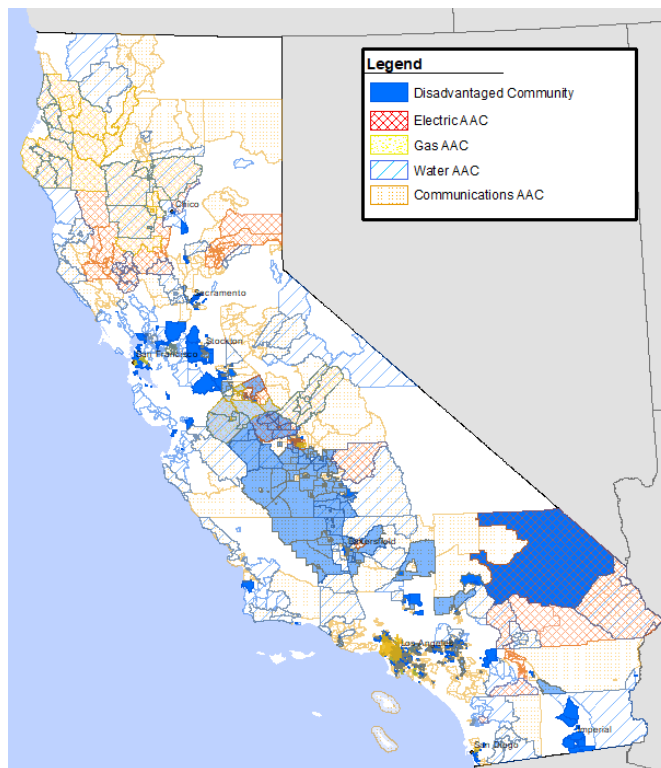 Legend
Disadvantaged Community
Electric AAC
Gas AAC
Water AAC
Communications AAC
Chico
Sacramento
Stockton
San Francisco
Bakersfield
Los Angeles
Imperial
San Diogo